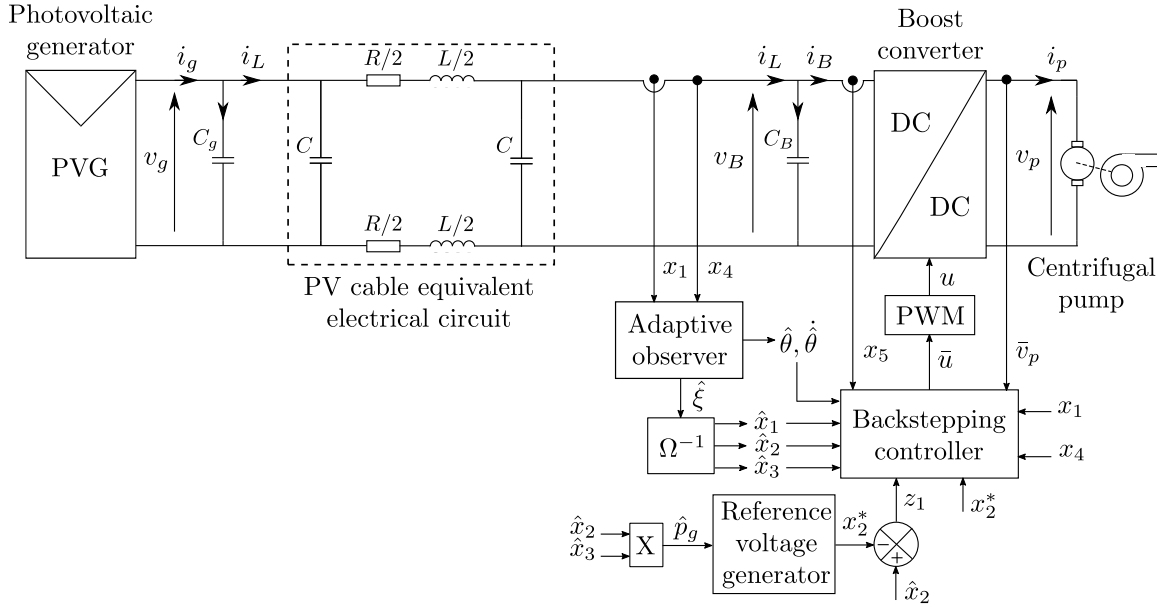 Photovoltaic
generator
Boost
converter
i_g
i_L
R/2
L/2
i_L
i_B
i_p
PVG
v_g
C_g
C
C
v_B
C_B
DC
DC
v_p
R/2
L/2
PV cable equivalent
electrical circuit
x_1
x_4
u
Centrifugal
pump
PWM
Adaptive
observer
θ̂, θ̂̇
x_5
ū
v̄_p
ξ̂
Ω^{-1}
x̂_1
x̂_2
x̂_3
Backstepping
controller
x_1
x_4
z_1
x_2^*
x̂_2
x̂_3
X
p̂_g
Reference
voltage
generator
x_2^*
−
+
x̂_2